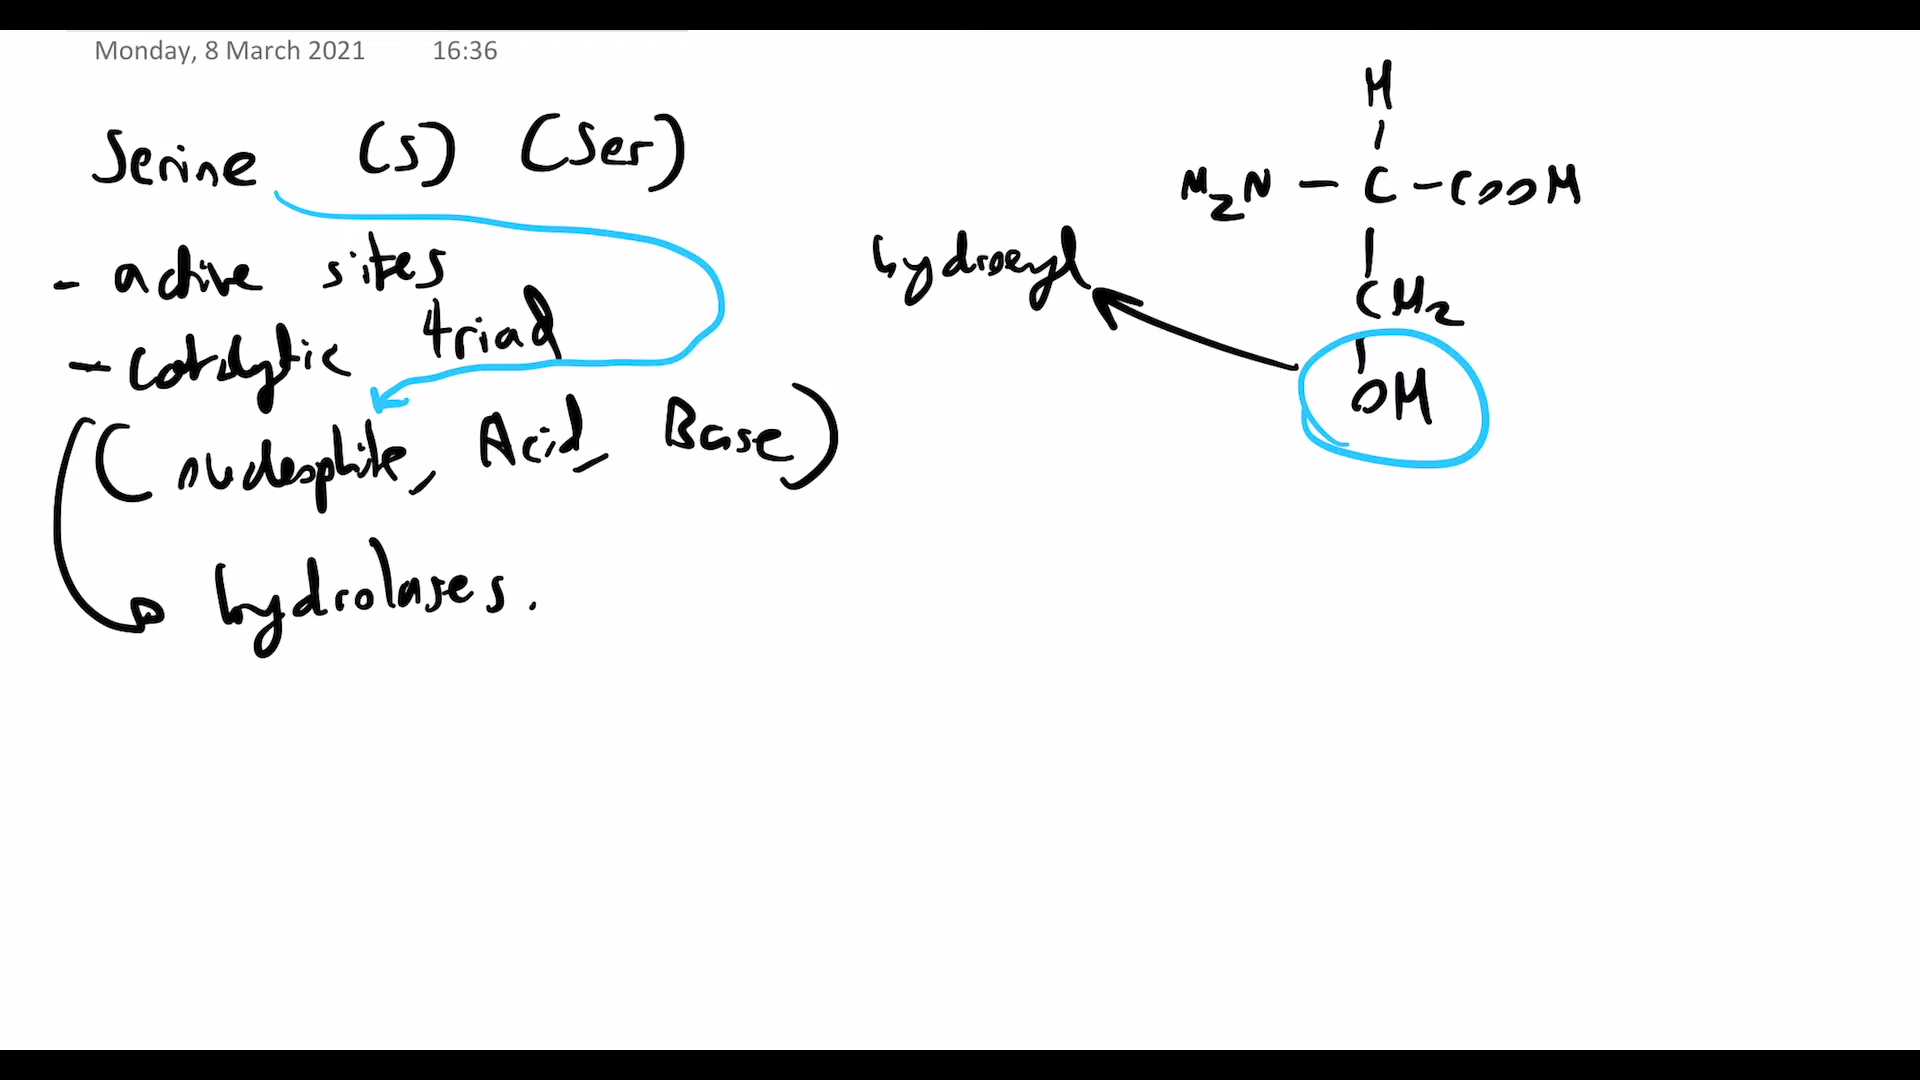 Monday, 8 March 2021 16:36
Serine (S) (Ser)
- active sites
- catalytic triad
(nucleophile, Acid, Base)
hydrolases.
H
H2N - C - COOH
hydroxyl
CH2
OH